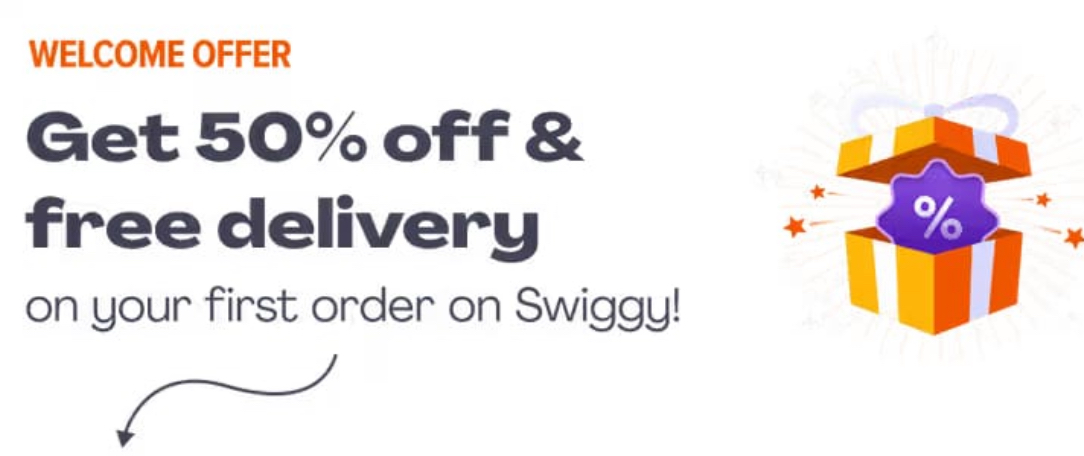 WELCOME OFFER
Get 50% off &
free delivery
on your first order on Swiggy!
%